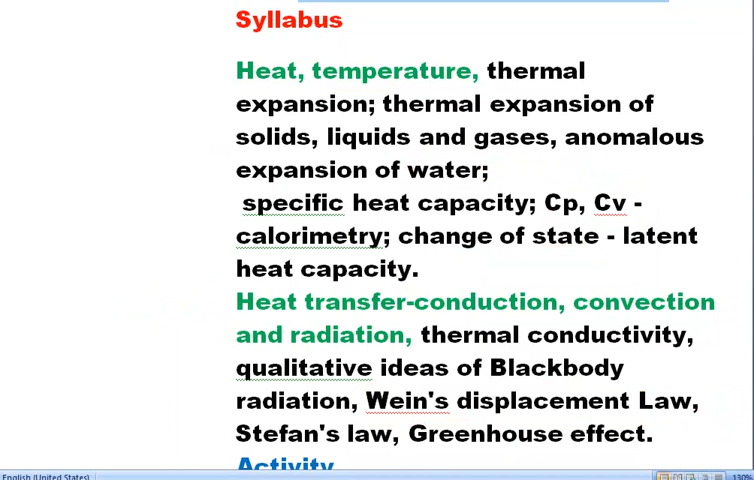 Syllabus
Heat, temperature, thermal
expansion; thermal expansion of
solids, liquids and gases, anomalous
expansion of water;
specific heat capacity; Cp, Cv -
calorimetry; change of state - latent
heat capacity.
Heat transfer-conduction, convection
and radiation, thermal conductivity,
qualitative ideas of Blackbody
radiation, Wein's displacement Law,
Stefan's law, Greenhouse effect.
Activity
English (United States)
130%